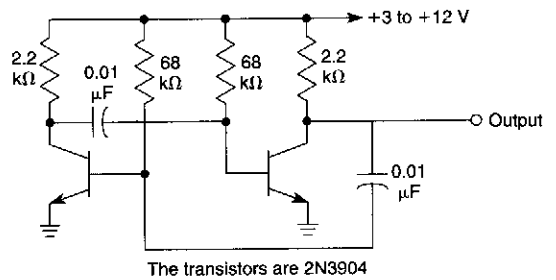 +3 to +12 V
2.2
kΩ
0.01
µF
68
kΩ
68
kΩ
2.2
kΩ
Output
0.01
µF
The transistors are 2N3904